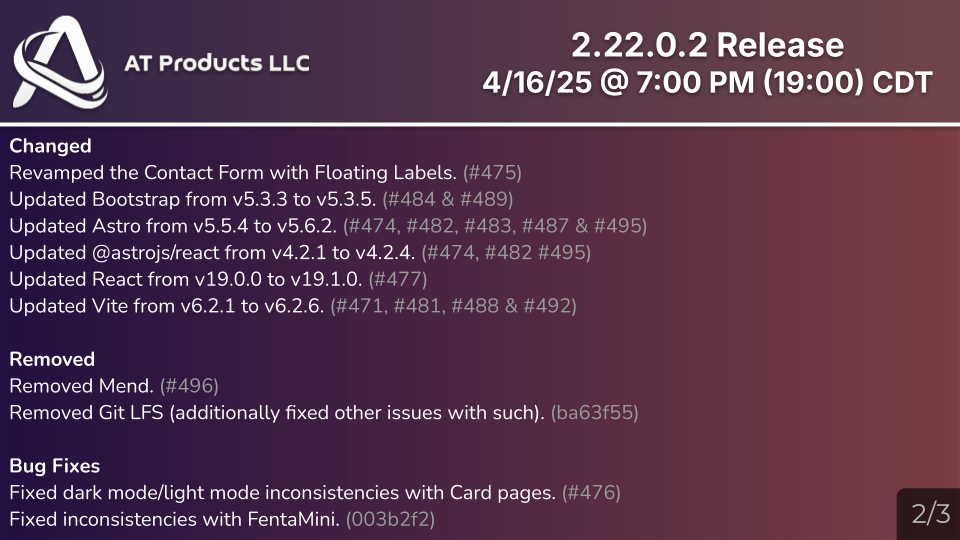 AT Products LLC
2.22.0.2 Release
4/16/25 @ 7:00 PM (19:00) CDT
Changed
Revamped the Contact Form with Floating Labels. (#475)
Updated Bootstrap from v5.3.3 to v5.3.5. (#484 & #489)
Updated Astro from v5.5.4 to v5.6.2. (#474, #482, #483, #487 & #495)
Updated @astrojs/react from v4.2.1 to v4.2.4. (#474, #482 #495)
Updated React from v19.0.0 to v19.1.0. (#477)
Updated Vite from v6.2.1 to v6.2.6. (#471, #481, #488 & #492)
Removed
Removed Mend. (#496)
Removed Git LFS (additionally fixed other issues with such). (ba63f55)
Bug Fixes
Fixed dark mode/light mode inconsistencies with Card pages. (#476)
Fixed inconsistencies with FentaMini. (003b2f2)
2/3